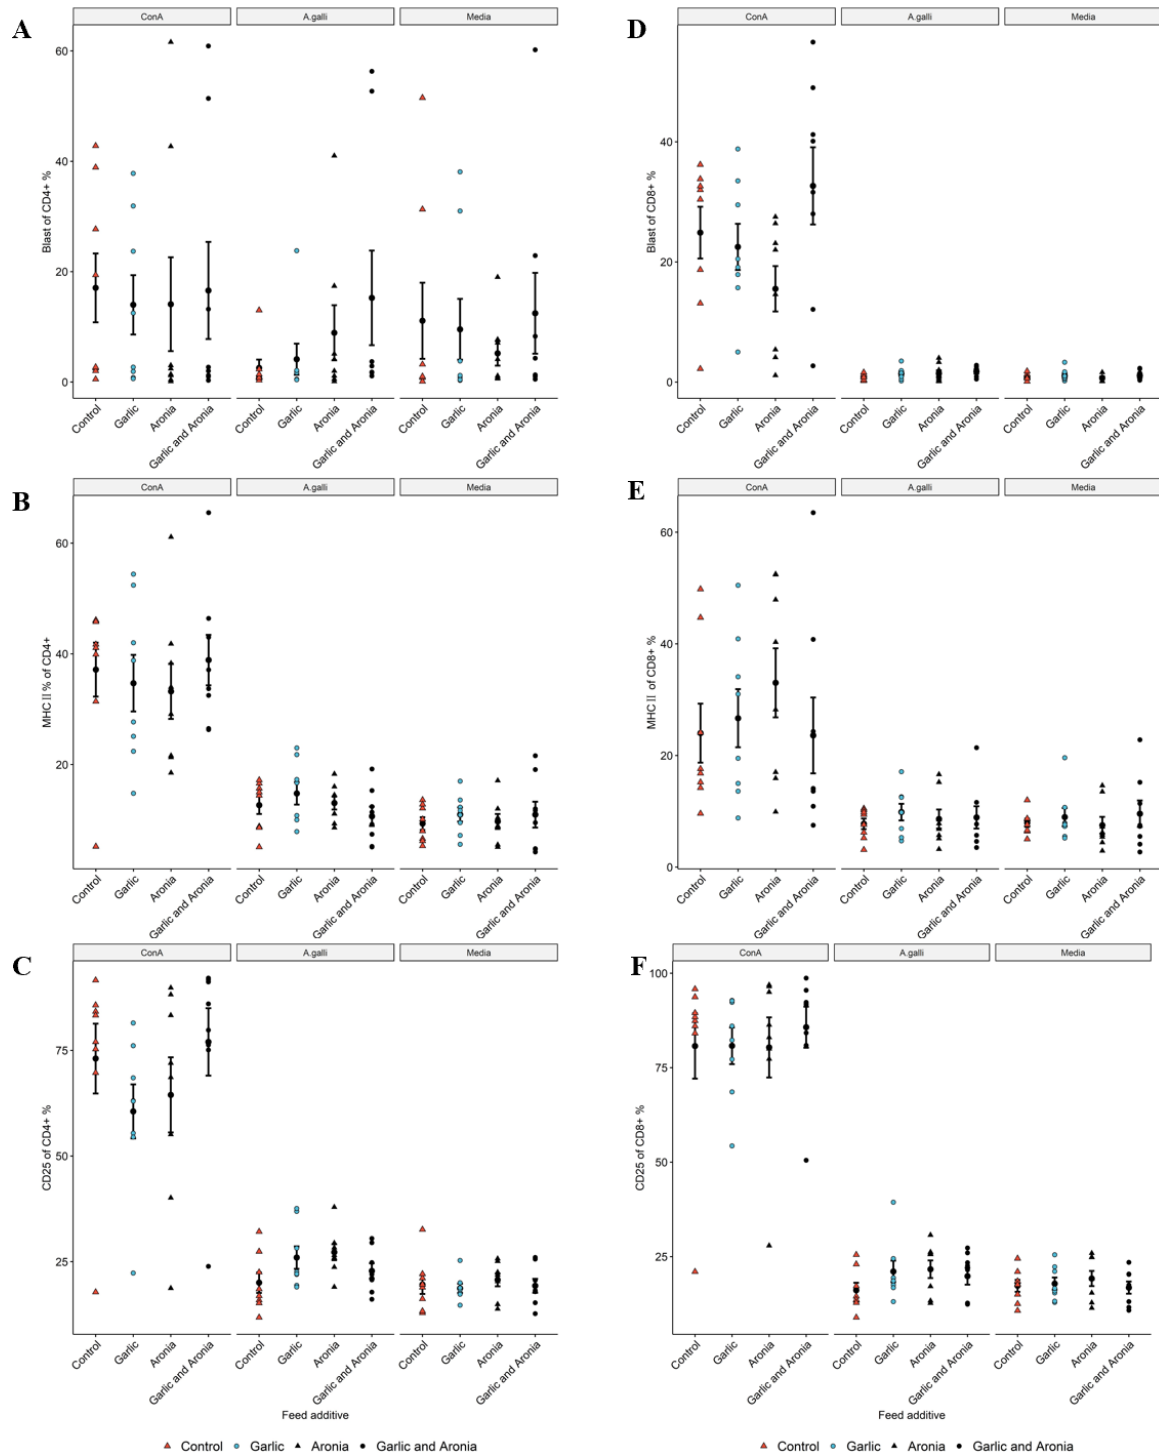 A
ConA
A.galli
Media
Blast of CD4+ %
60
40
20
0
Control
Garlic
Aronia
Garlic and Aronia
Control
Garlic
Aronia
Garlic and Aronia
Control
Garlic
Aronia
Garlic and Aronia
D
ConA
A.galli
Media
Blast of CD8+ %
40
20
0
Control
Garlic
Aronia
Garlic and Aronia
Control
Garlic
Aronia
Garlic and Aronia
Control
Garlic
Aronia
Garlic and Aronia
B
ConA
A.galli
Media
MHC II % of CD4+
60
40
20
Control
Garlic
Aronia
Garlic and Aronia
Control
Garlic
Aronia
Garlic and Aronia
Control
Garlic
Aronia
Garlic and Aronia
E
ConA
A.galli
Media
MHC II of CD8+ %
60
40
20
0
Control
Garlic
Aronia
Garlic and Aronia
Control
Garlic
Aronia
Garlic and Aronia
Control
Garlic
Aronia
Garlic and Aronia
C
ConA
A.galli
Media
CD25 of CD4+ %
75
50
25
Control
Garlic
Aronia
Garlic and Aronia
Control
Garlic
Aronia
Garlic and Aronia
Control
Garlic
Aronia
Garlic and Aronia
Feed additive
Control Garlic Aronia Garlic and Aronia
F
ConA
A.galli
Media
CD25 of CD8+ %
100
75
50
25
Control
Garlic
Aronia
Garlic and Aronia
Control
Garlic
Aronia
Garlic and Aronia
Control
Garlic
Aronia
Garlic and Aronia
Feed additive
Control Garlic Aronia Garlic and Aronia